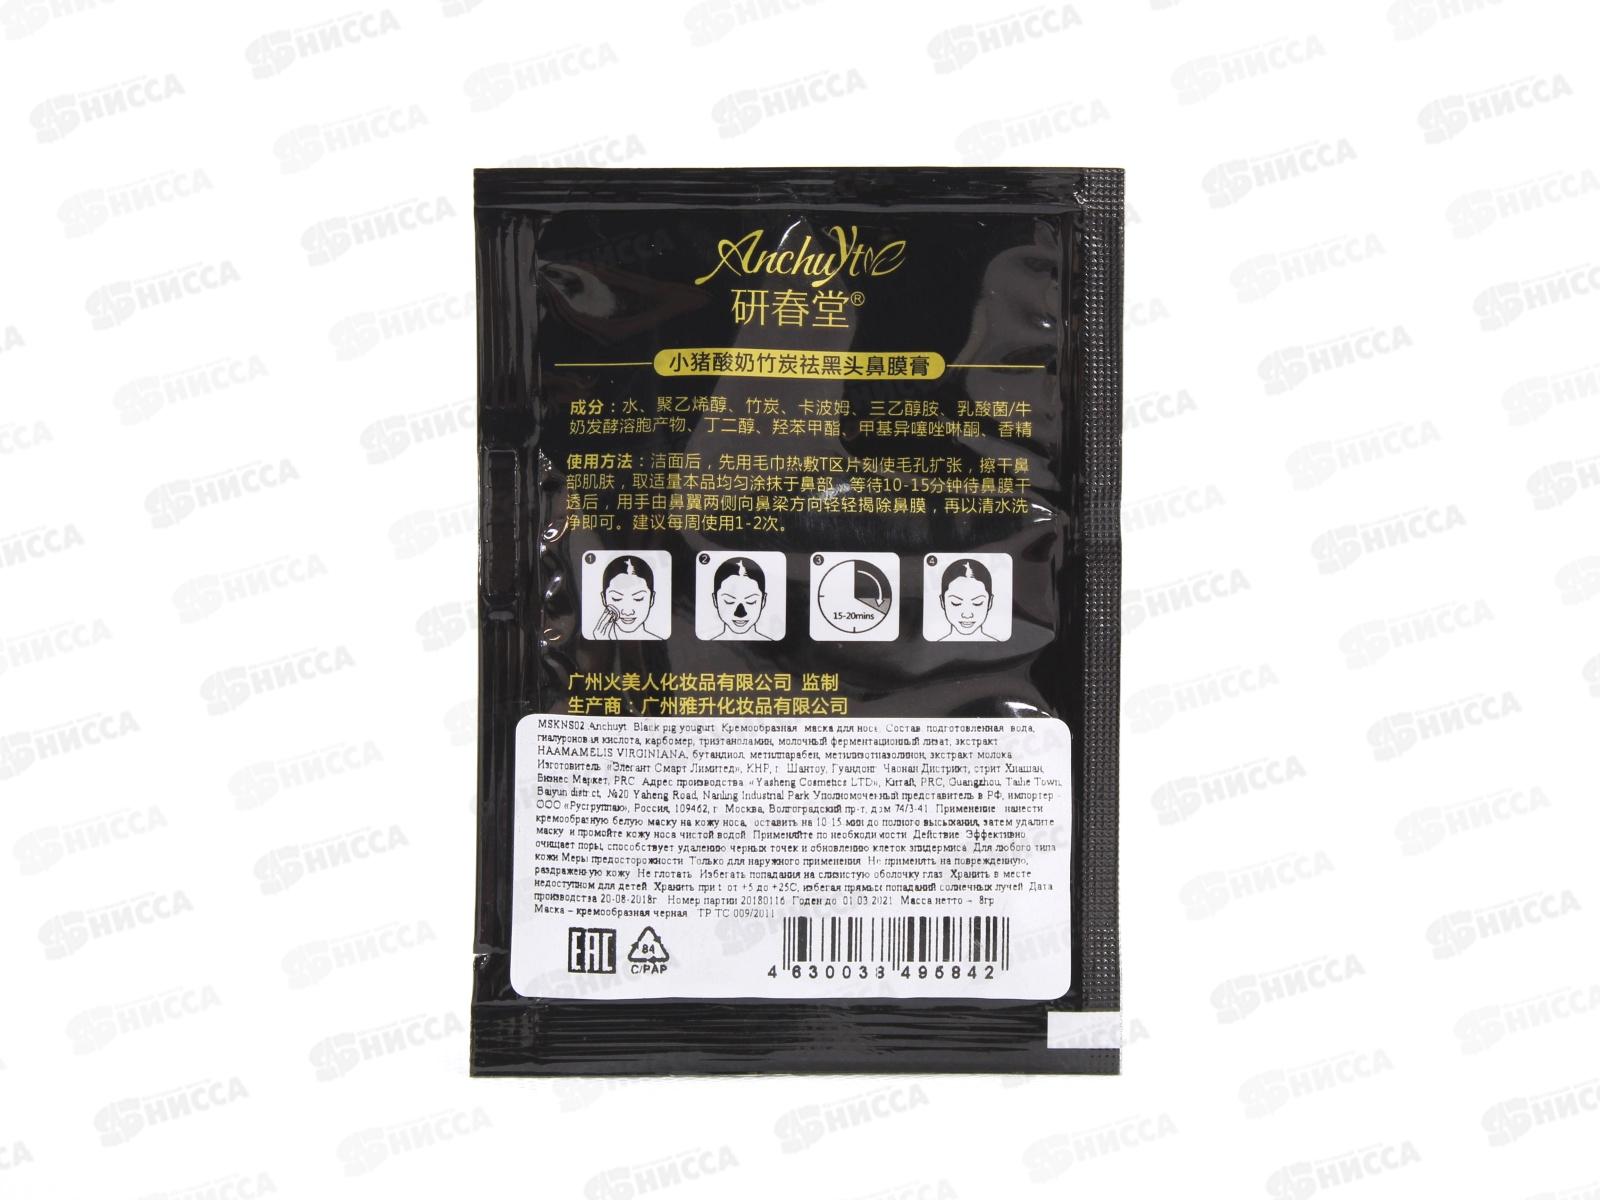 Anchuyt
研春堂®
小猪酸奶竹炭祛黑头鼻膜膏
成分：水、聚乙烯醇、竹炭、卡波姆、三乙醇胺、乳酸菌/牛
奶发酵溶胞产物、丁二醇、羟苯甲酯、甲基异噻唑啉酮、香精
使用方法：洁面后，先用毛巾热敷T区片刻使毛孔扩张，擦干鼻
部肌肤，取适量本品均匀涂抹于鼻部。等待10-15分钟待鼻膜干
透后，用手由鼻翼两侧向鼻梁方向轻轻揭除鼻膜，再以清水洗
净即可。建议每周使用1-2次。
1 2 3 4
15-20mins
广州火美人化妆品有限公司 监制
生产商：广州雅升化妆品有限公司
MSKNS02 Anchuyt Black pig yougurt Кремообразная маска для носа. Состав подготовленная вода,
гиалуроновая кислота, карбомер, триэтаноламин, молочный ферментационный лизат, экстракт
HAAMAMELIS VIRGINIANA, бутандиол, метилпарабен, метилизотиазолинон, экстракт молока
Изготовитель «Элегант Смарт Лимитед», КНР, г. Шантоу, Гуандонг Чаонан Дистрикт, стрит Хиашан,
Бизнес Маркет, PRC Адрес производства «Yasheng Cosmetics LTD», Китай, PRC, Guangzhou, Taihe Town,
Baiyun district, №20 Yaheng Road, Nanling Industrial Park Уполномоченный представитель в РФ, импортер -
ООО «Русгруппаю», Россия, 109462, г. Москва, Волгоградский пр-т, дом 74/3-41. Применение нанести
кремообразную белую маску на кожу носа, оставить на 10-15 мин до полного высыхания, затем удалите
маску и промойте кожу носа чистой водой. Применяйте по необходимости Действие Эффективно
очищает поры, способствует удалению черных точек и обновлению клеток эпидермиса. Для любого типа
кожи Меры предосторожности Только для наружного применения Не применять на поврежденную,
раздраженную кожу Не глотать Избегать попадания на слизистую оболочку глаз Хранить в месте
недоступном для детей Хранить при t от +5 до +25C, избегая прямых попаданий солнечных лучей Дата
производства 20-08-2018г. Номер партии 20180116 Годен до 01.03.2021 Масса нетто – 8гр
Маска – кремообразная черная ТР ТС 009/2011
EAC
84
C/PAP
4 630038 495842
НИССА